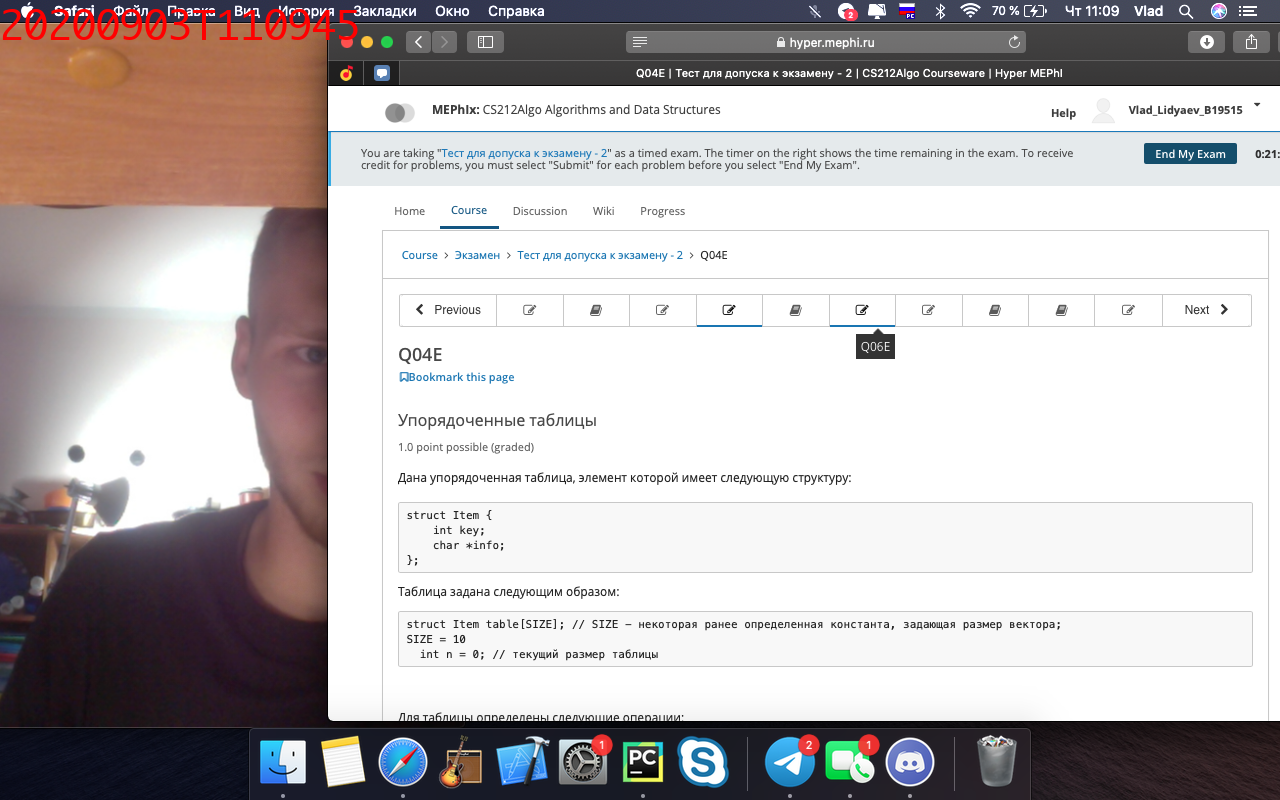 Safari Файл Правка Вид История Закладки Окно Справка 2 РС 70 % Чт 11:09 Vlad
20200903T110945
hyper.mephi.ru
Q04E | Тест для допуска к экзамену - 2 | CS212Algo Courseware | Hyper MEPhI
MEPhIx: CS212Algo Algorithms and Data Structures
Help Vlad_Lidyaev_B19515
You are taking "Тест для допуска к экзамену - 2" as a timed exam. The timer on the right shows the time remaining in the exam. To receive
credit for problems, you must select "Submit" for each problem before you select "End My Exam".
End My Exam 0:21:
Home Course Discussion Wiki Progress
Course > Экзамен > Тест для допуска к экзамену - 2 > Q04E
Previous Next
Q06E
Q04E
Bookmark this page
Упорядоченные таблицы
1.0 point possible (graded)
Дана упорядоченная таблица, элемент которой имеет следующую структуру:
struct Item {
int key;
char *info;
};
Таблица задана следующим образом:
struct Item table[SIZE]; // SIZE – некоторая ранее определенная константа, задающая размер вектора;
SIZE = 10
int n = 0; // текущий размер таблицы
Для таблицы определены следующие операции:
1 PC 2 1